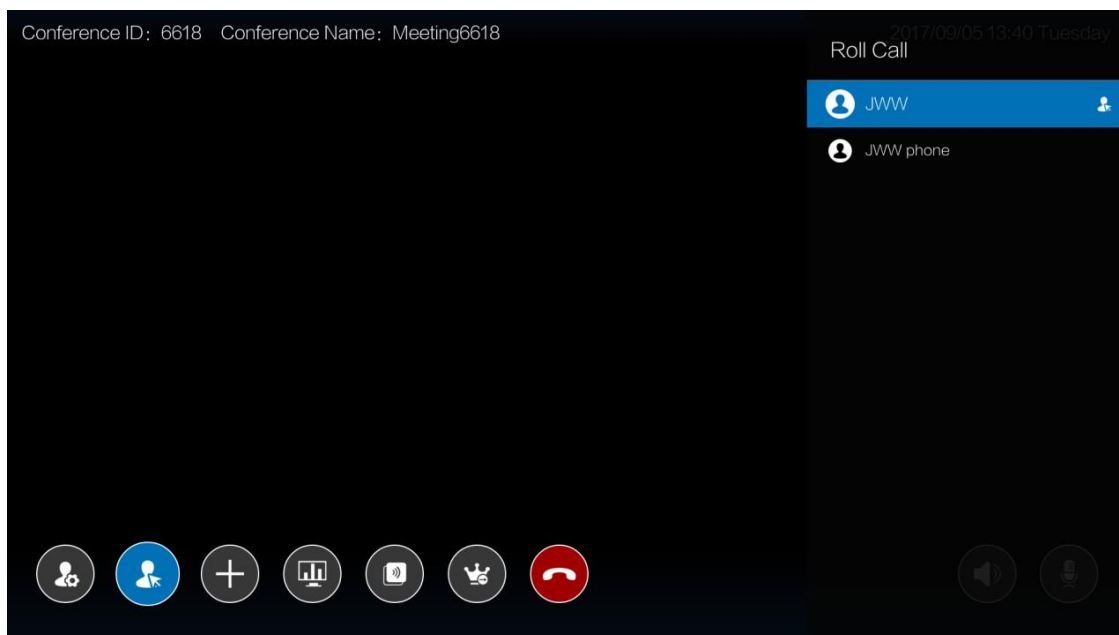 Conference ID：6618 Conference Name：Meeting6618
2017/09/05 13:40 Tuesday
Roll Call
JWW
JWW phone